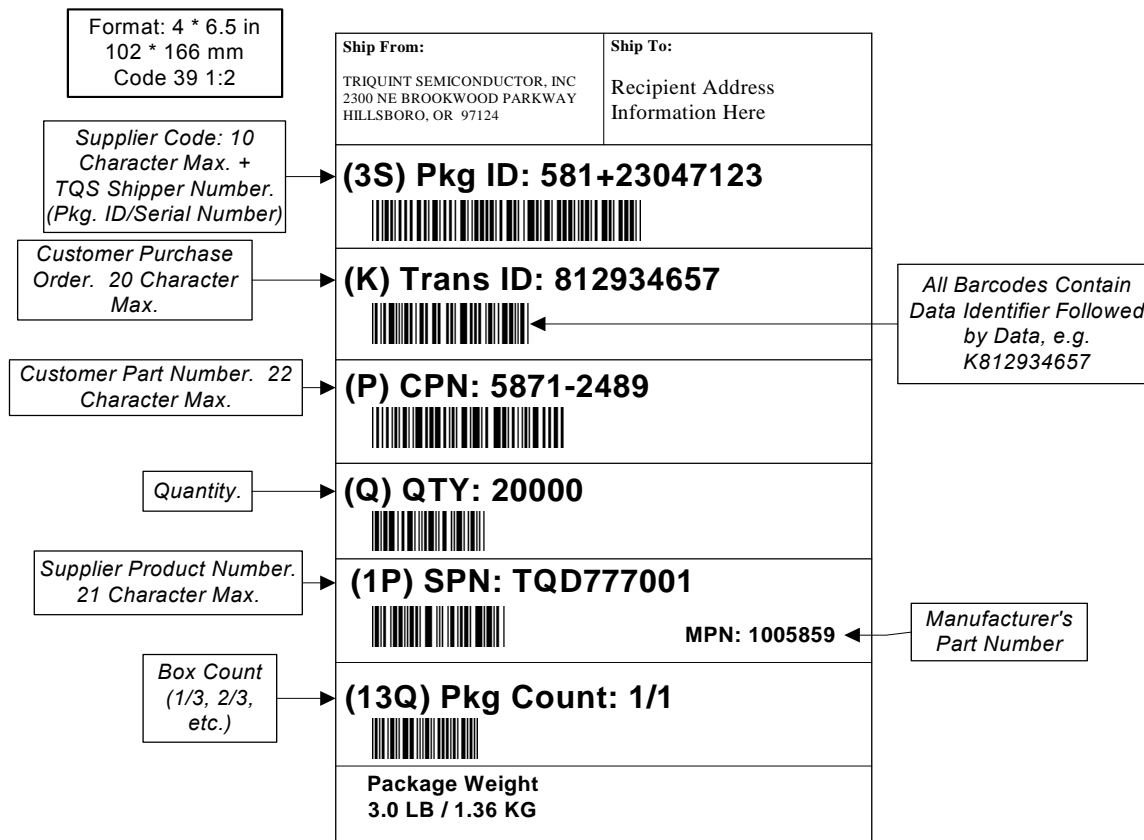 Format: 4 * 6.5 in
102 * 166 mm
Code 39 1:2
Ship From:
TRIQUINT SEMICONDUCTOR, INC
2300 NE BROOKWOOD PARKWAY
HILLSBORO, OR 97124
Ship To:
Recipient Address
Information Here
Supplier Code: 10
Character Max. +
TQS Shipper Number.
(Pkg. ID/Serial Number)
(3S) Pkg ID: 581+23047123
Customer Purchase
Order. 20 Character
Max.
(K) Trans ID: 812934657
All Barcodes Contain
Data Identifier Followed
by Data, e.g.
K812934657
Customer Part Number. 22
Character Max.
(P) CPN: 5871-2489
Quantity.
(Q) QTY: 20000
Supplier Product Number.
21 Character Max.
(1P) SPN: TQD777001
MPN: 1005859
Manufacturer's
Part Number
Box Count
(1/3, 2/3,
etc.)
(13Q) Pkg Count: 1/1
Package Weight
3.0 LB / 1.36 KG